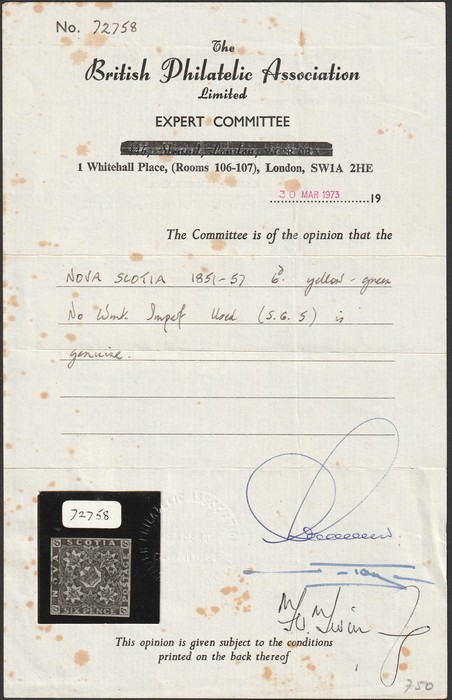 No. 72758
The
British Philatelic Association
Limited
EXPERT COMMITTEE
1 Whitehall Place, (Rooms 106-107), London, SW1A 2HE
30 MAR 1973 19
The Committee is of the opinion that the
NOVA SCOTIA 1851-57 6d. yellow-green
No Wmk Imperf Used (S.G. 5) is
genuine.
72758
SCOTIA
NOVA
POSTAGE
SIX PENCE
This opinion is given subject to the conditions
printed on the back thereof
750